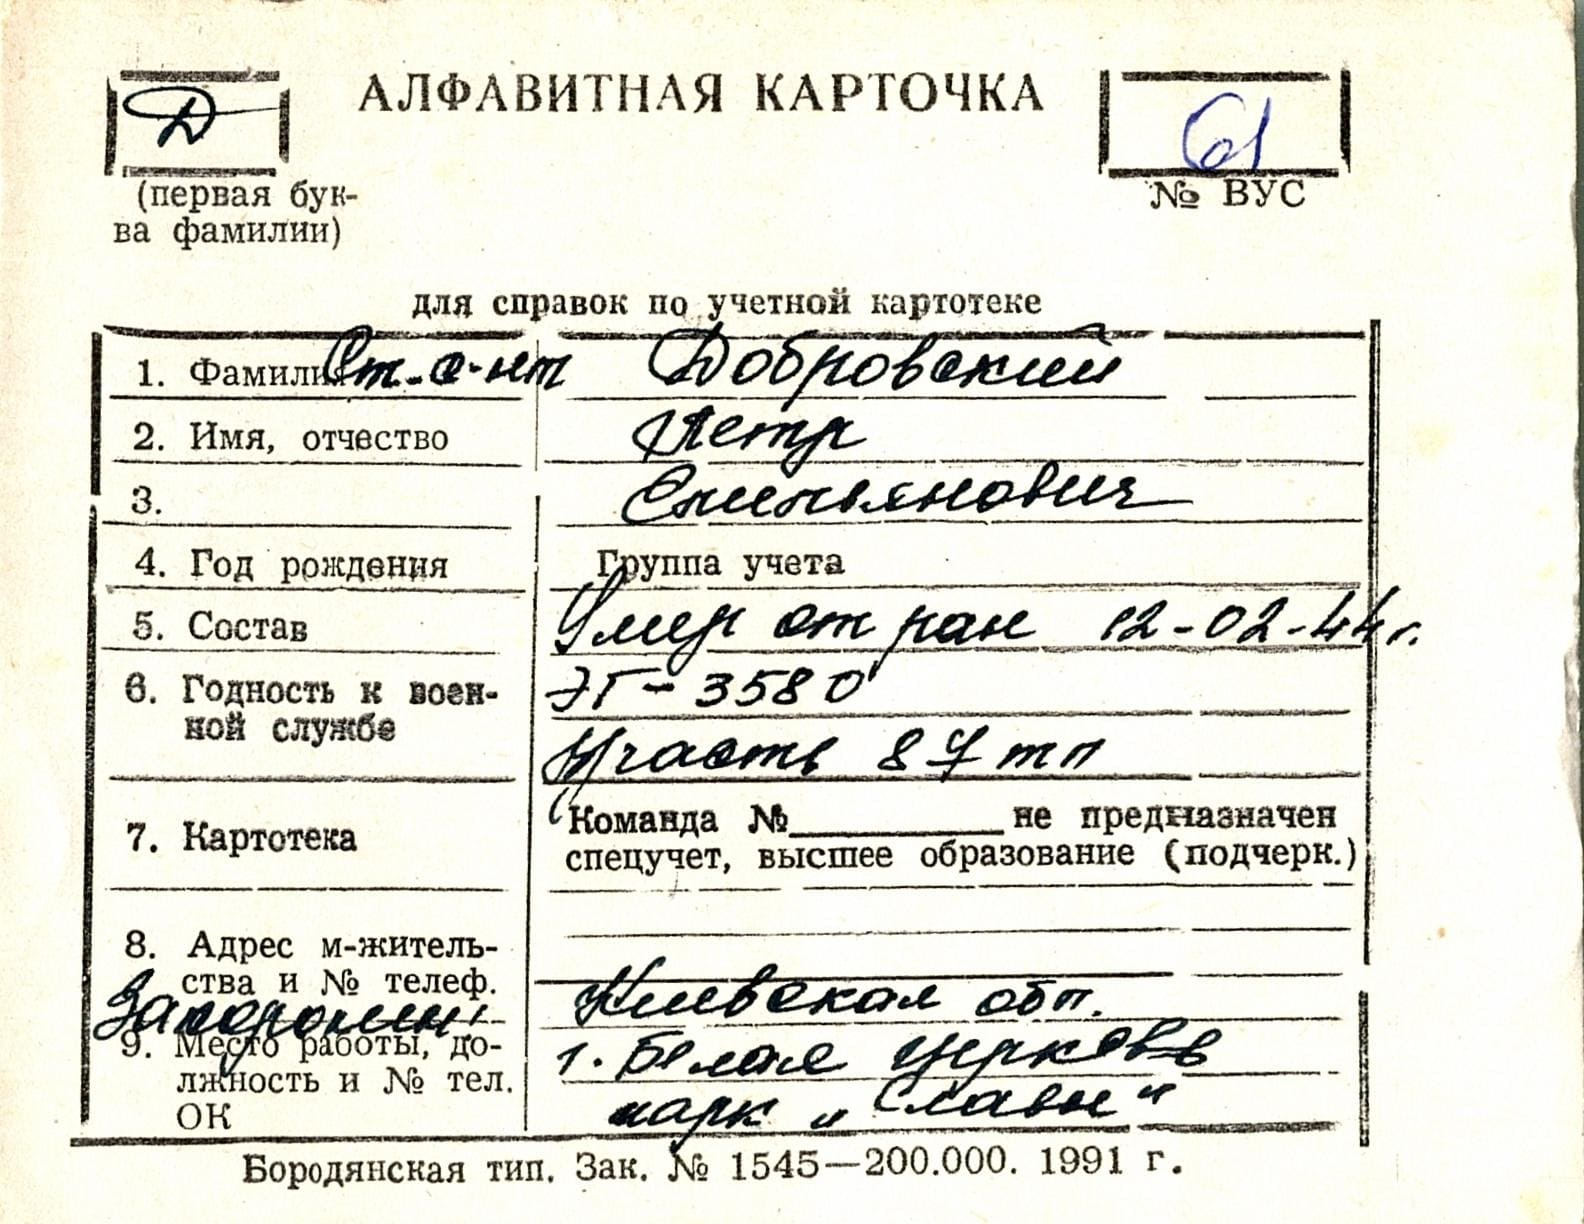 Д
АЛФАВИТНАЯ КАРТОЧКА
61
(первая бук-
ва фамилии)
№ ВУС
для справок по учетной картотеке
1. Фамилия Ст. с-нт Добровский
2. Имя, отчество Петр
3. Емельянович
4. Год рождения Группа учета
5. Состав Умер от ран 12-02-44 г.
6. Годность к воен-
ной службе
ЭГ-3580
В/часть 87 тп
7. Картотека
Команда № не предназначен
спецучет, высшее образование (подчерк.)
8. Адрес м-житель-
ства и № телеф.
Захоронен Киевская обл.
9. Место работы, до-
лжность и № тел.
ОК
г. Белая Церковь
парк „Славы"
Бородянская тип. Зак. № 1545—200.000. 1991 г.